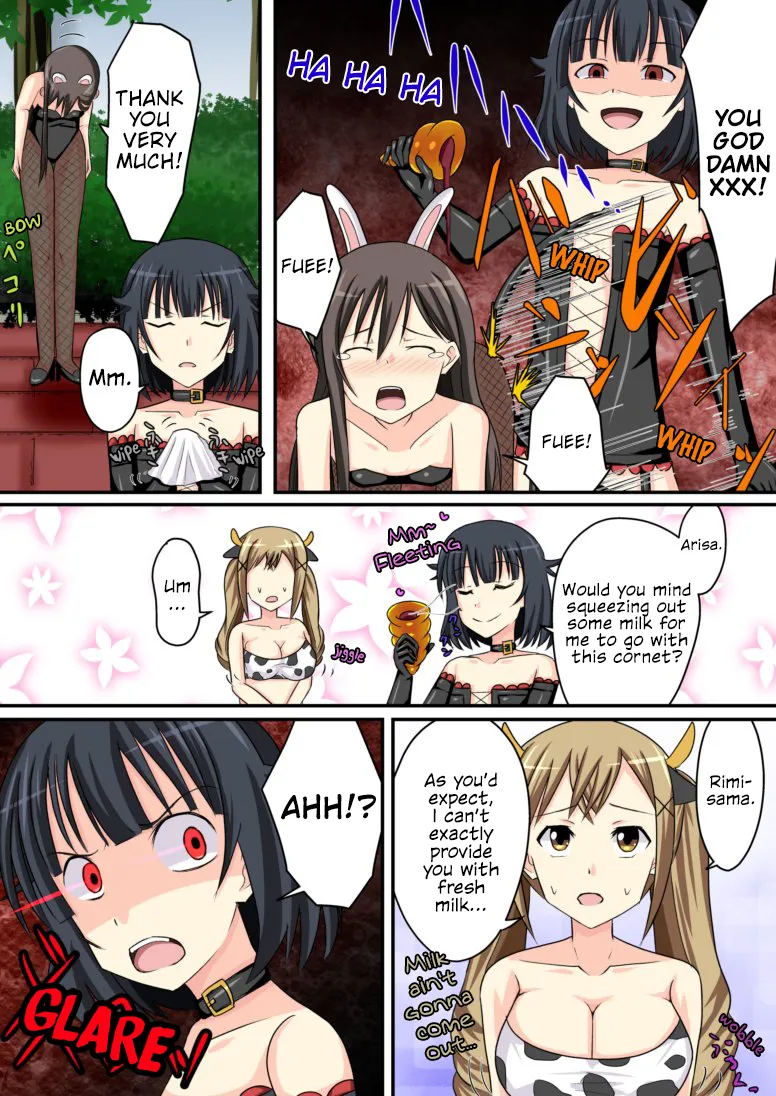 YOU
GOD
DAMN
XXX!
HA HA HA
FUEE!
WHIP
バ
バ
FUEE!
WHIP
THANK
YOU
VERY
MUCH!
BOW
ペコリ
Mm.
wipe
wipe
Arisa.
Would you mind
squeezing out
some milk for
me to go with
this cornet?
Mm~
Fleeting
Um
...
jiggle
Rimi-
sama.
As you'd
expect,
I can't
exactly
provide
you with
fresh
milk...
Milk
ain't
gonna
come
out...
wobble
AHH!?
GLARE